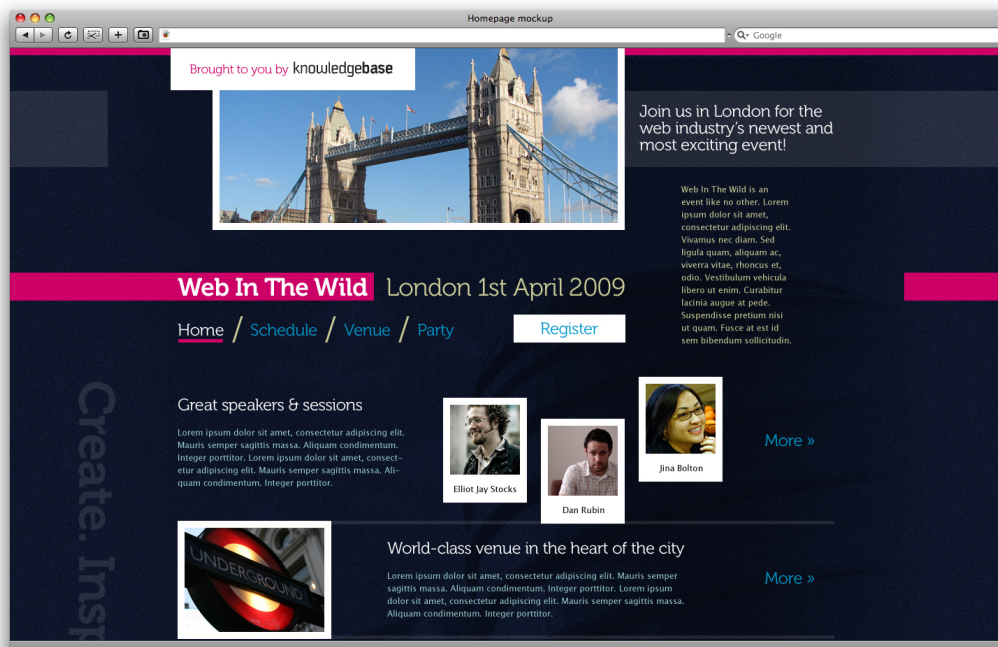 Homepage mockup
Google
Brought to you by knowledgebase
Join us in London for the
web industry's newest and
most exciting event!
Web In The Wild is an
event like no other. Lorem
ipsum dolor sit amet,
consectetur adipiscing elit.
Vivamus nec diam. Sed
ligula quam, aliquam ac,
viverra vitae, rhoncus et,
odio. Vestibulum vehicula
libero ut enim. Curabitur
lacinia augue at pede.
Suspendisse pretium nisi
ut quam. Fusce at est id
sem bibendum sollicitudin.
Web In The Wild London 1st April 2009
Home / Schedule / Venue / Party
Register
Great speakers & sessions
Lorem ipsum dolor sit amet, consectetur adipiscing elit.
Mauris semper sagittis massa. Aliquam condimentum.
Integer porttitor. Lorem ipsum dolor sit amet, consect-
etur adipiscing elit. Mauris semper sagittis massa. Ali-
quam condimentum. Integer porttitor.
Elliot Jay Stocks
Dan Rubin
Jina Bolton
More »
Create. Insp
UNDERGROUND
World-class venue in the heart of the city
Lorem ipsum dolor sit amet, consectetur adipiscing elit. Mauris semper
sagittis massa. Aliquam condimentum. Integer porttitor. Lorem ipsum
dolor sit amet, consectetur adipiscing elit. Mauris semper sagittis massa.
Aliquam condimentum. Integer porttitor.
More »